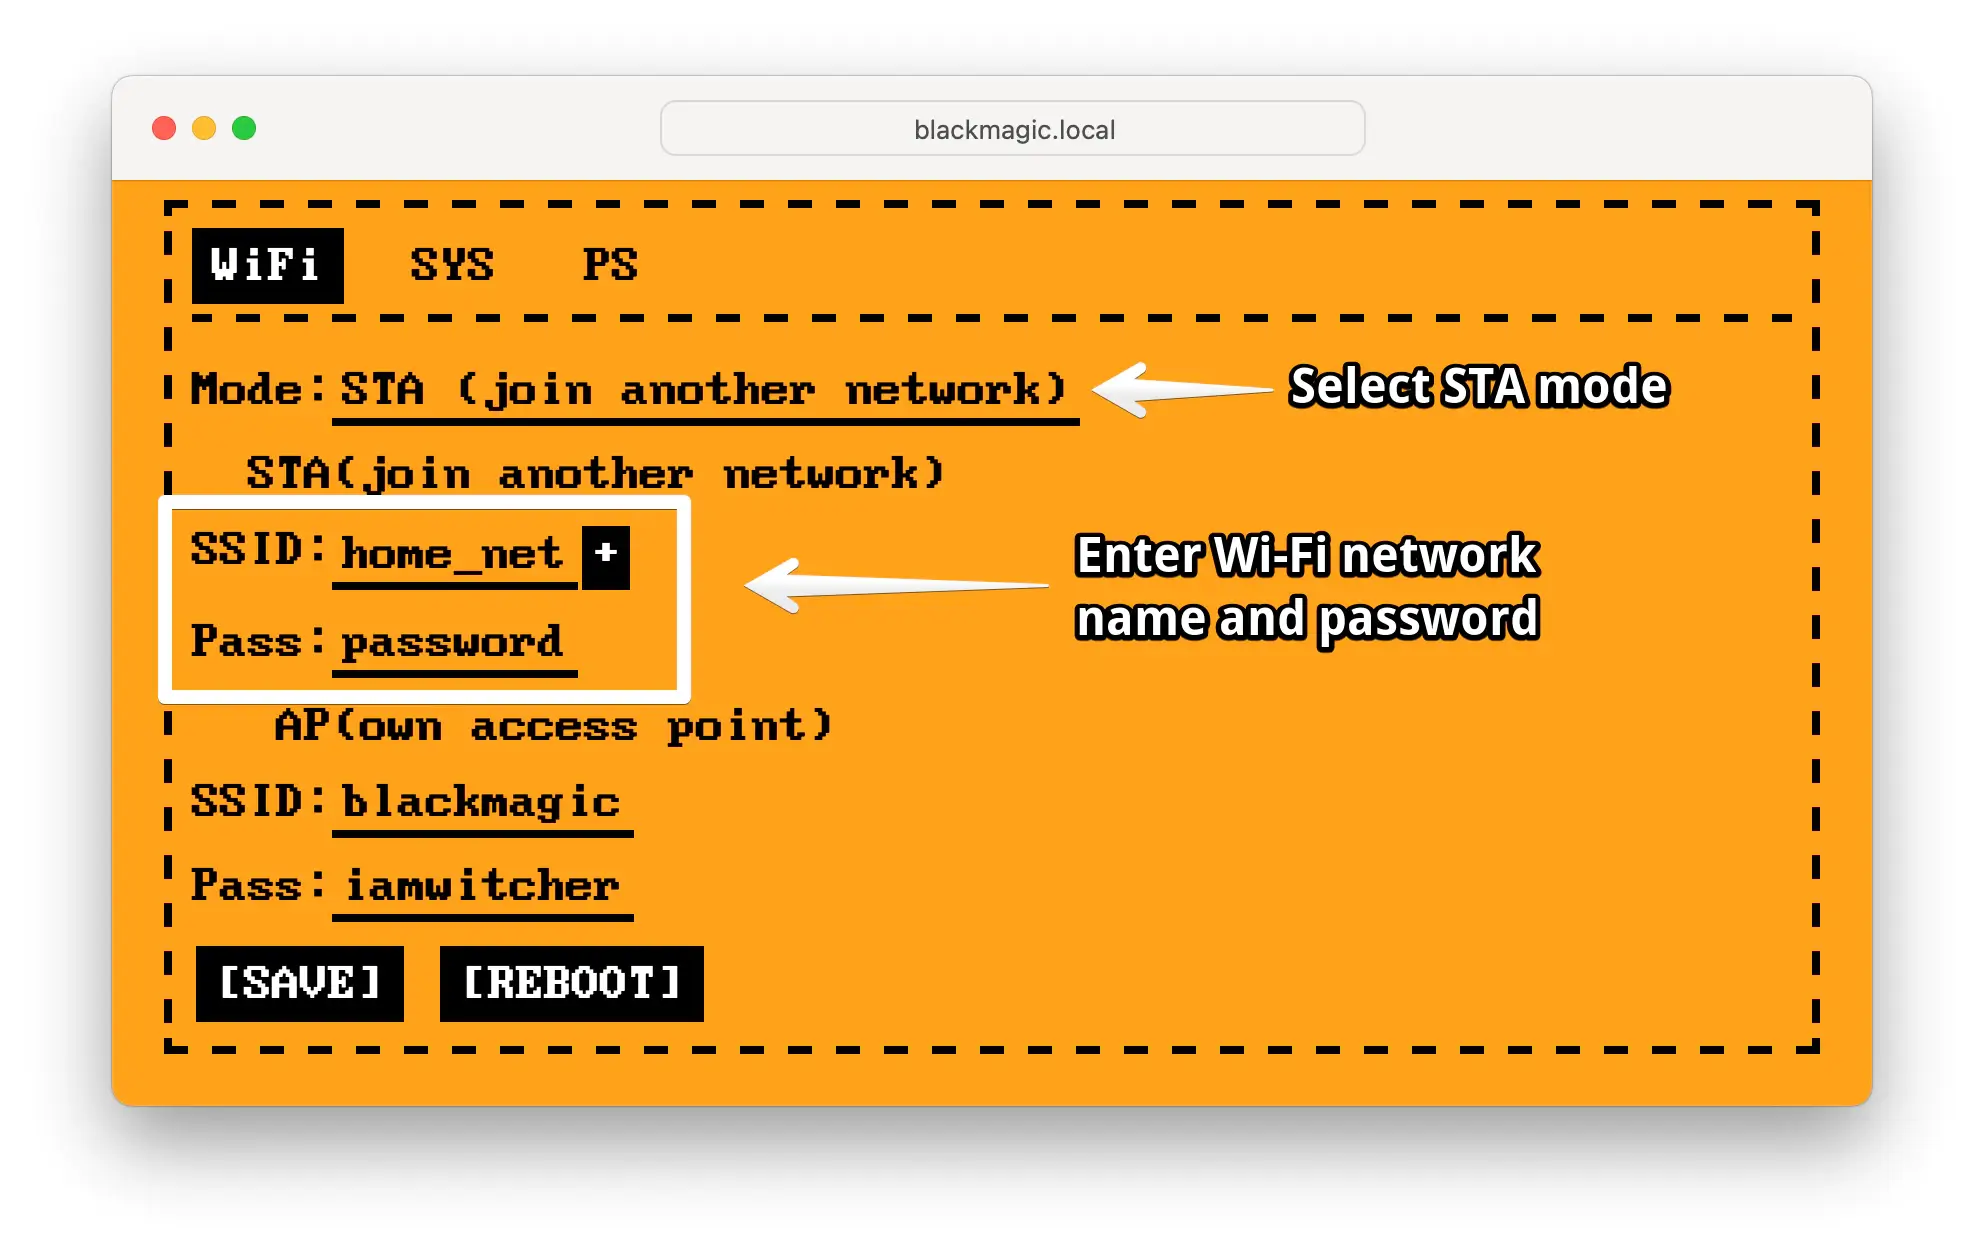 blackmagic.local
WiFi SYS PS
Mode:STA (join another network)
Select STA mode
STA(join another network)
SSID:home_net +
Enter Wi-Fi network
name and password
Pass:password
AP(own access point)
SSID:blackmagic
Pass:iamwitcher
[SAVE] [REBOOT]